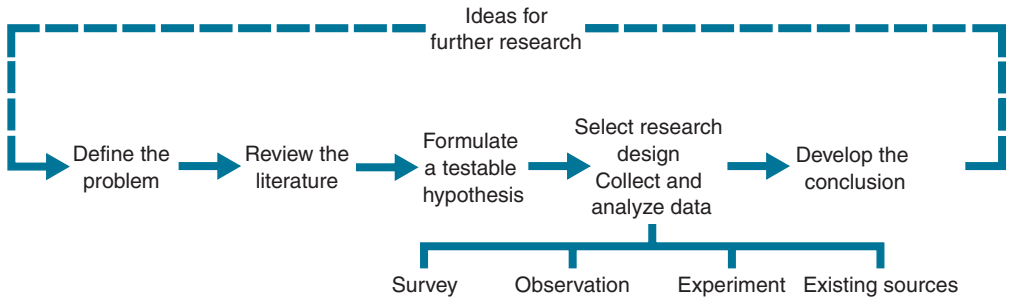 Ideas for
further research
Define the
problem
Review the
literature
Formulate
a testable
hypothesis
Select research
design
Collect and
analyze data
Develop the
conclusion
Survey
Observation
Experiment
Existing sources